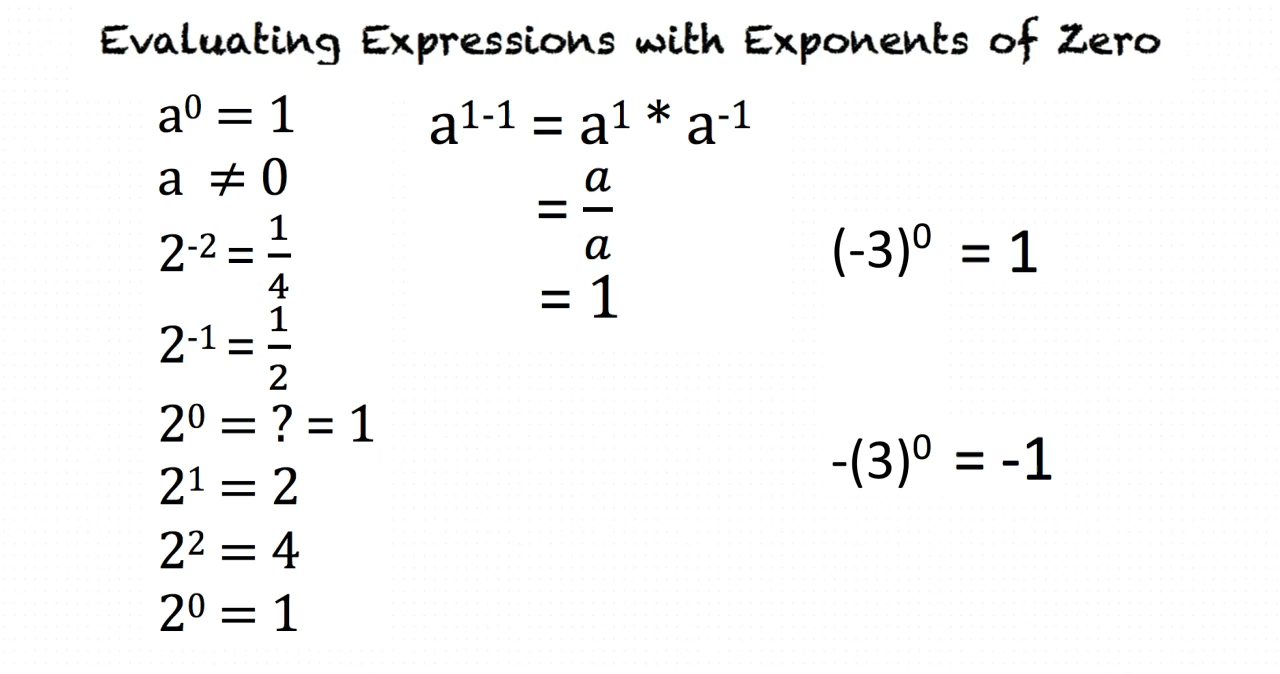 Evaluating Expressions with Exponents of Zero
a⁰ = 1
a ≠ 0
2⁻² = 1/4
2⁻¹ = 1/2
2⁰ = ? = 1
2¹ = 2
2² = 4
2⁰ = 1
a¹⁻¹ = a¹ * a⁻¹
= a/a
= 1
(-3)⁰ = 1
-(3)⁰ = -1